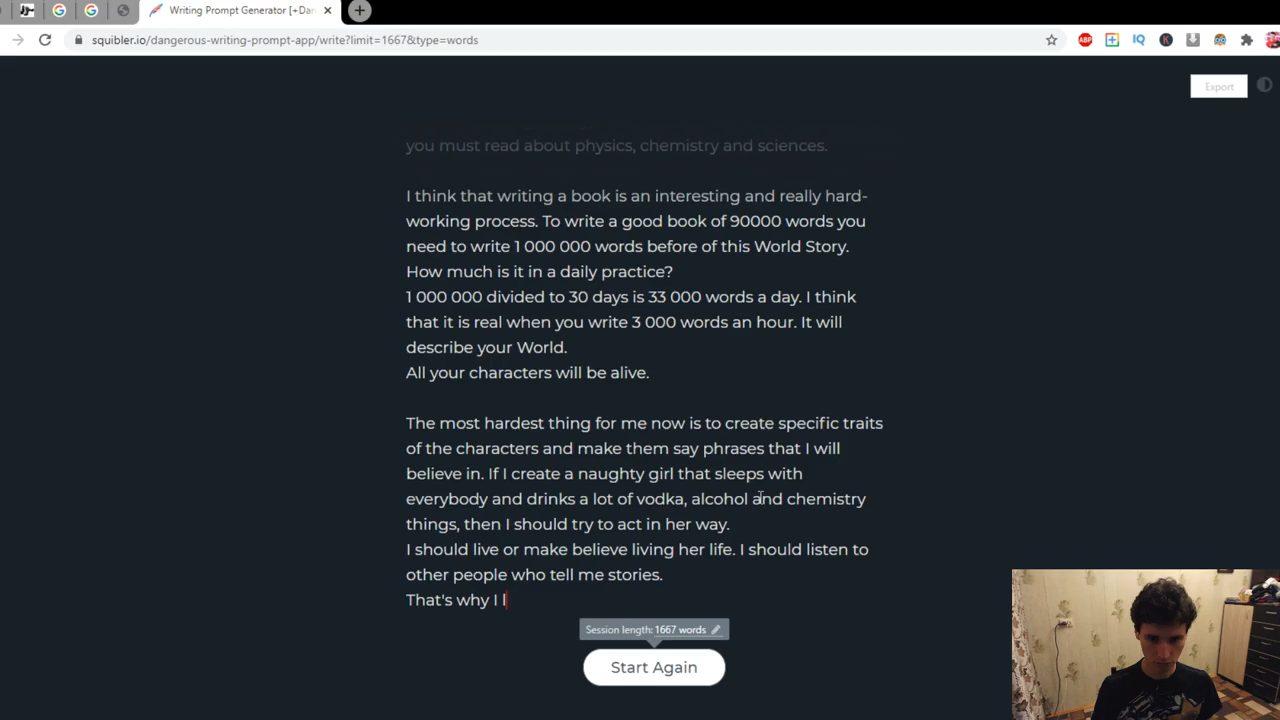 Writing Prompt Generator [+Dan
squibler.io/dangerous-writing-prompt-app/write?limit=1667&type=words
ABP
IQ
K
Export
you must read about physics, chemistry and sciences.
I think that writing a book is an interesting and really hard-
working process. To write a good book of 90000 words you
need to write 1 000 000 words before of this World Story.
How much is it in a daily practice?
1 000 000 divided to 30 days is 33 000 words a day. I think
that it is real when you write 3 000 words an hour. It will
describe your World.
All your characters will be alive.
The most hardest thing for me now is to create specific traits
of the characters and make them say phrases that I will
believe in. If I create a naughty girl that sleeps with
everybody and drinks a lot of vodka, alcohol and chemistry
things, then I should try to act in her way.
I should live or make believe living her life. I should listen to
other people who tell me stories.
That's why I l
Session length: 1667 words
Start Again